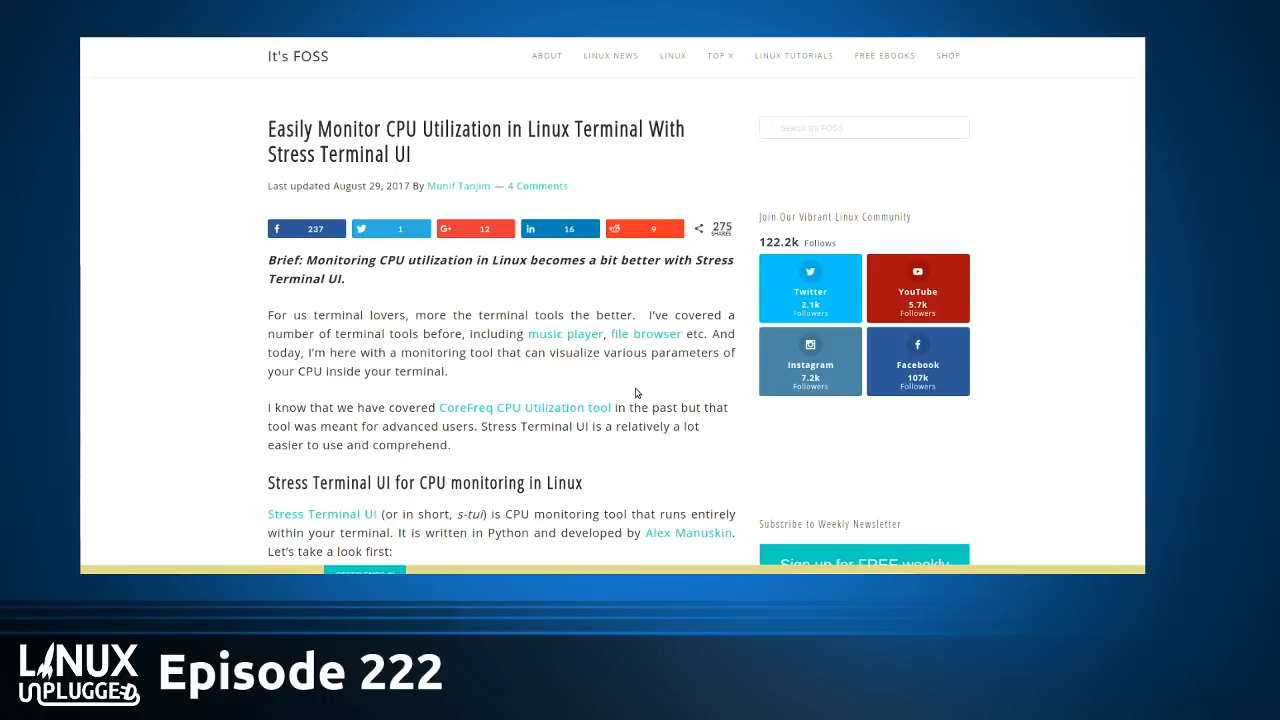 It's FOSS
ABOUT LINUX NEWS LINUX TOP X LINUX TUTORIALS FREE EBOOKS SHOP
Easily Monitor CPU Utilization in Linux Terminal With
Stress Terminal UI
Last updated August 29, 2017 By Munif Tanjim — 4 Comments
237 1 G+ 12 in 16 9 275
SHARES
Brief: Monitoring CPU utilization in Linux becomes a bit better with Stress
Terminal UI.
For us terminal lovers, more the terminal tools the better. I've covered a
number of terminal tools before, including music player, file browser etc. And
today, I'm here with a monitoring tool that can visualize various parameters of
your CPU inside your terminal.
I know that we have covered CoreFreq CPU Utilization tool in the past but that
tool was meant for advanced users. Stress Terminal UI is a relatively a lot
easier to use and comprehend.
Stress Terminal UI for CPU monitoring in Linux
Stress Terminal UI (or in short, s-tui) is CPU monitoring tool that runs entirely
within your terminal. It is written in Python and developed by Alex Manuskin.
Let's take a look first:
Search It's FOSS
Join Our Vibrant Linux Community
122.2k Follows
Twitter
2.1k
Followers
YouTube
5.7k
Followers
Instagram
7.2k
Followers
Facebook
107k
Followers
Subscribe to Weekly Newsletter
Sign up for FREE weekly
LINUX
UNPLUGGED
Episode 222